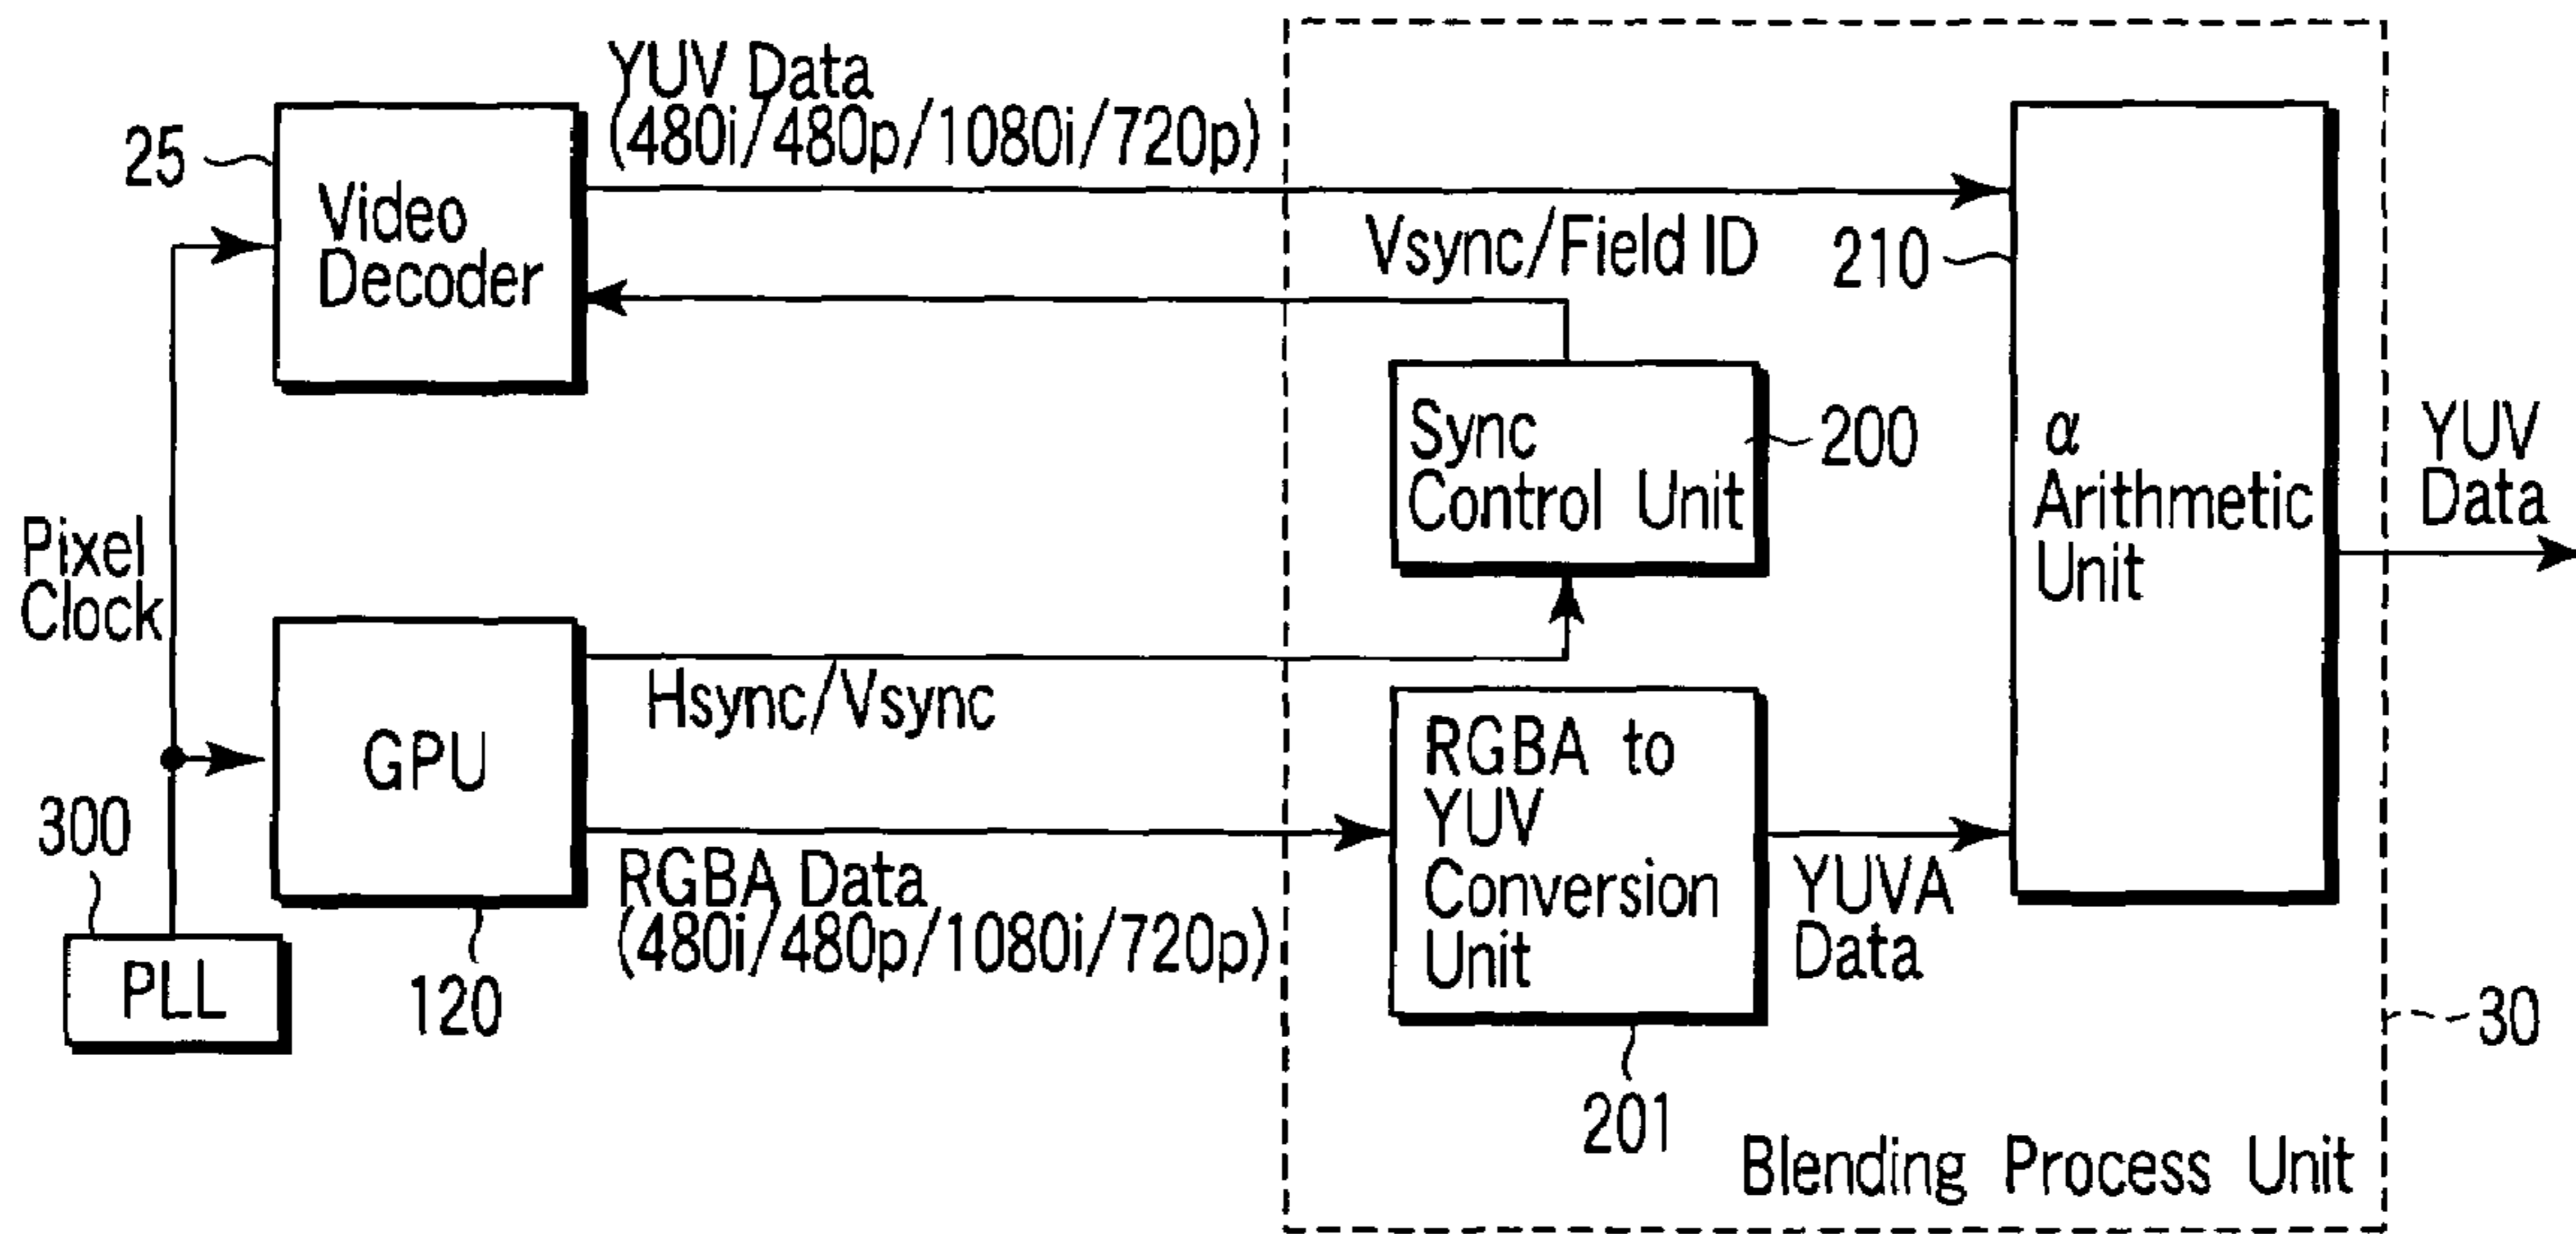 YUV Data
(480i/480p/1080i/720p)
25
Video
Decoder
Vsync/Field ID
210
Sync
Control Unit
200
α
Arithmetic
Unit
YUV
Data
Pixel
Clock
Hsync/Vsync
GPU
RGBA to
YUV
Conversion
Unit
300
RGBA Data
(480i/480p/1080i/720p)
YUVA
Data
PLL
120
30
201
Blending Process Unit